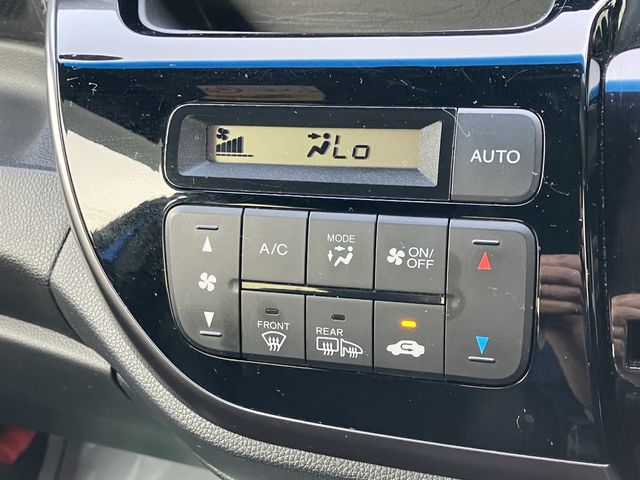 Lo
AUTO
A/C
MODE
ON/
OFF
FRONT
REAR